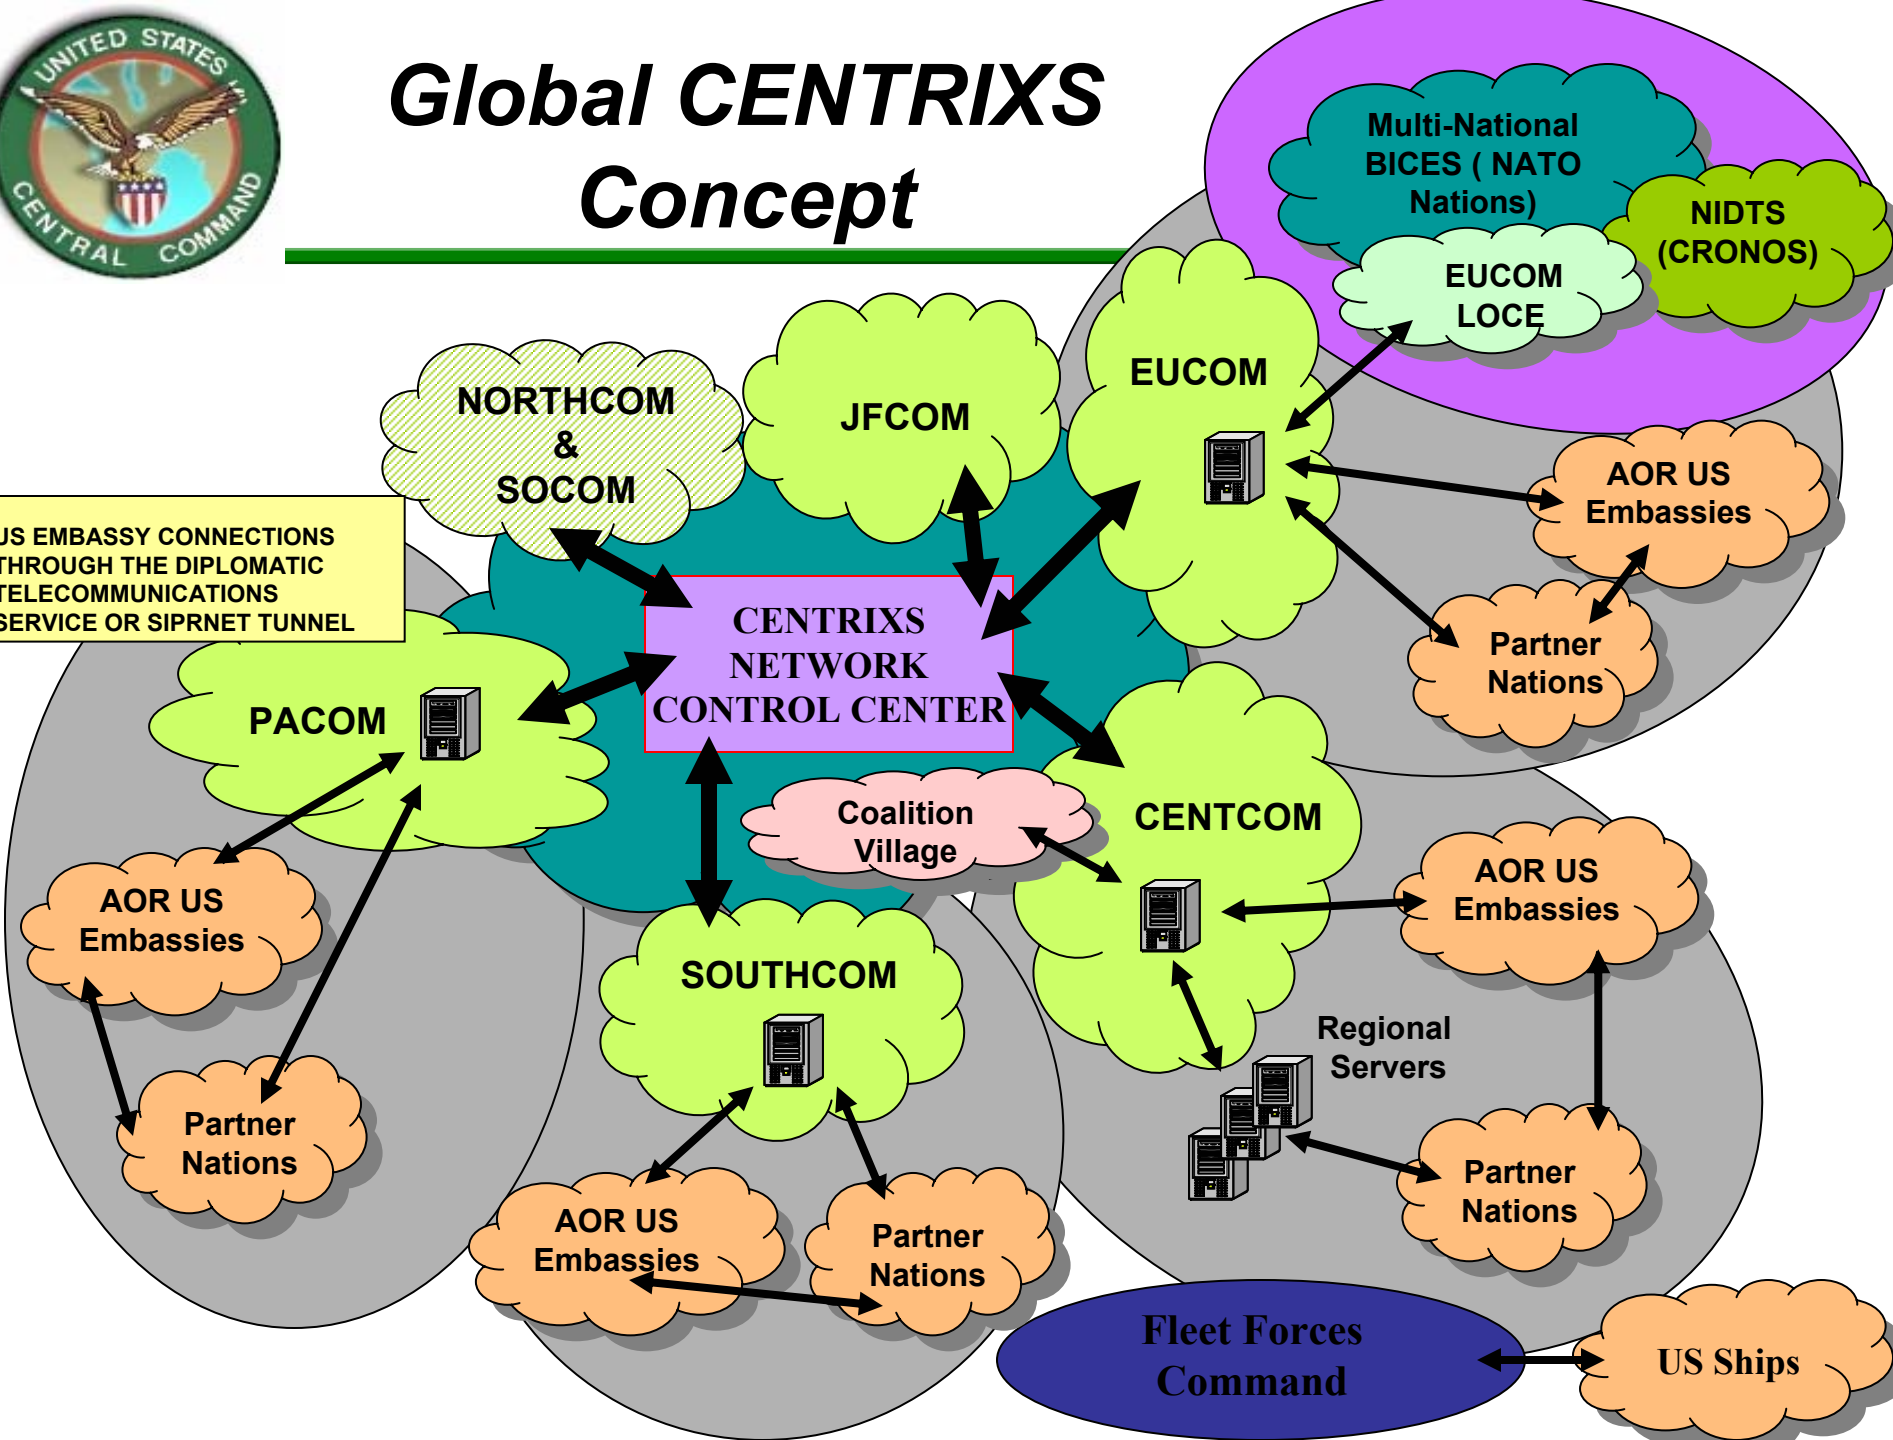 UNITED STATES
CENTRAL COMMAND
Global CENTRIXS
Concept
Multi-National
BICES ( NATO
Nations)
NIDTS
(CRONOS)
EUCOM
LOCE
EUCOM
JFCOM
NORTHCOM
&
SOCOM
AOR US
Embassies
Partner
Nations
US EMBASSY CONNECTIONS
THROUGH THE DIPLOMATIC
TELECOMMUNICATIONS
SERVICE OR SIPRNET TUNNEL
CENTRIXS
NETWORK
CONTROL CENTER
PACOM
Coalition
Village
CENTCOM
AOR US
Embassies
AOR US
Embassies
SOUTHCOM
Regional
Servers
Partner
Nations
Partner
Nations
AOR US
Embassies
Partner
Nations
Fleet Forces
Command
US Ships